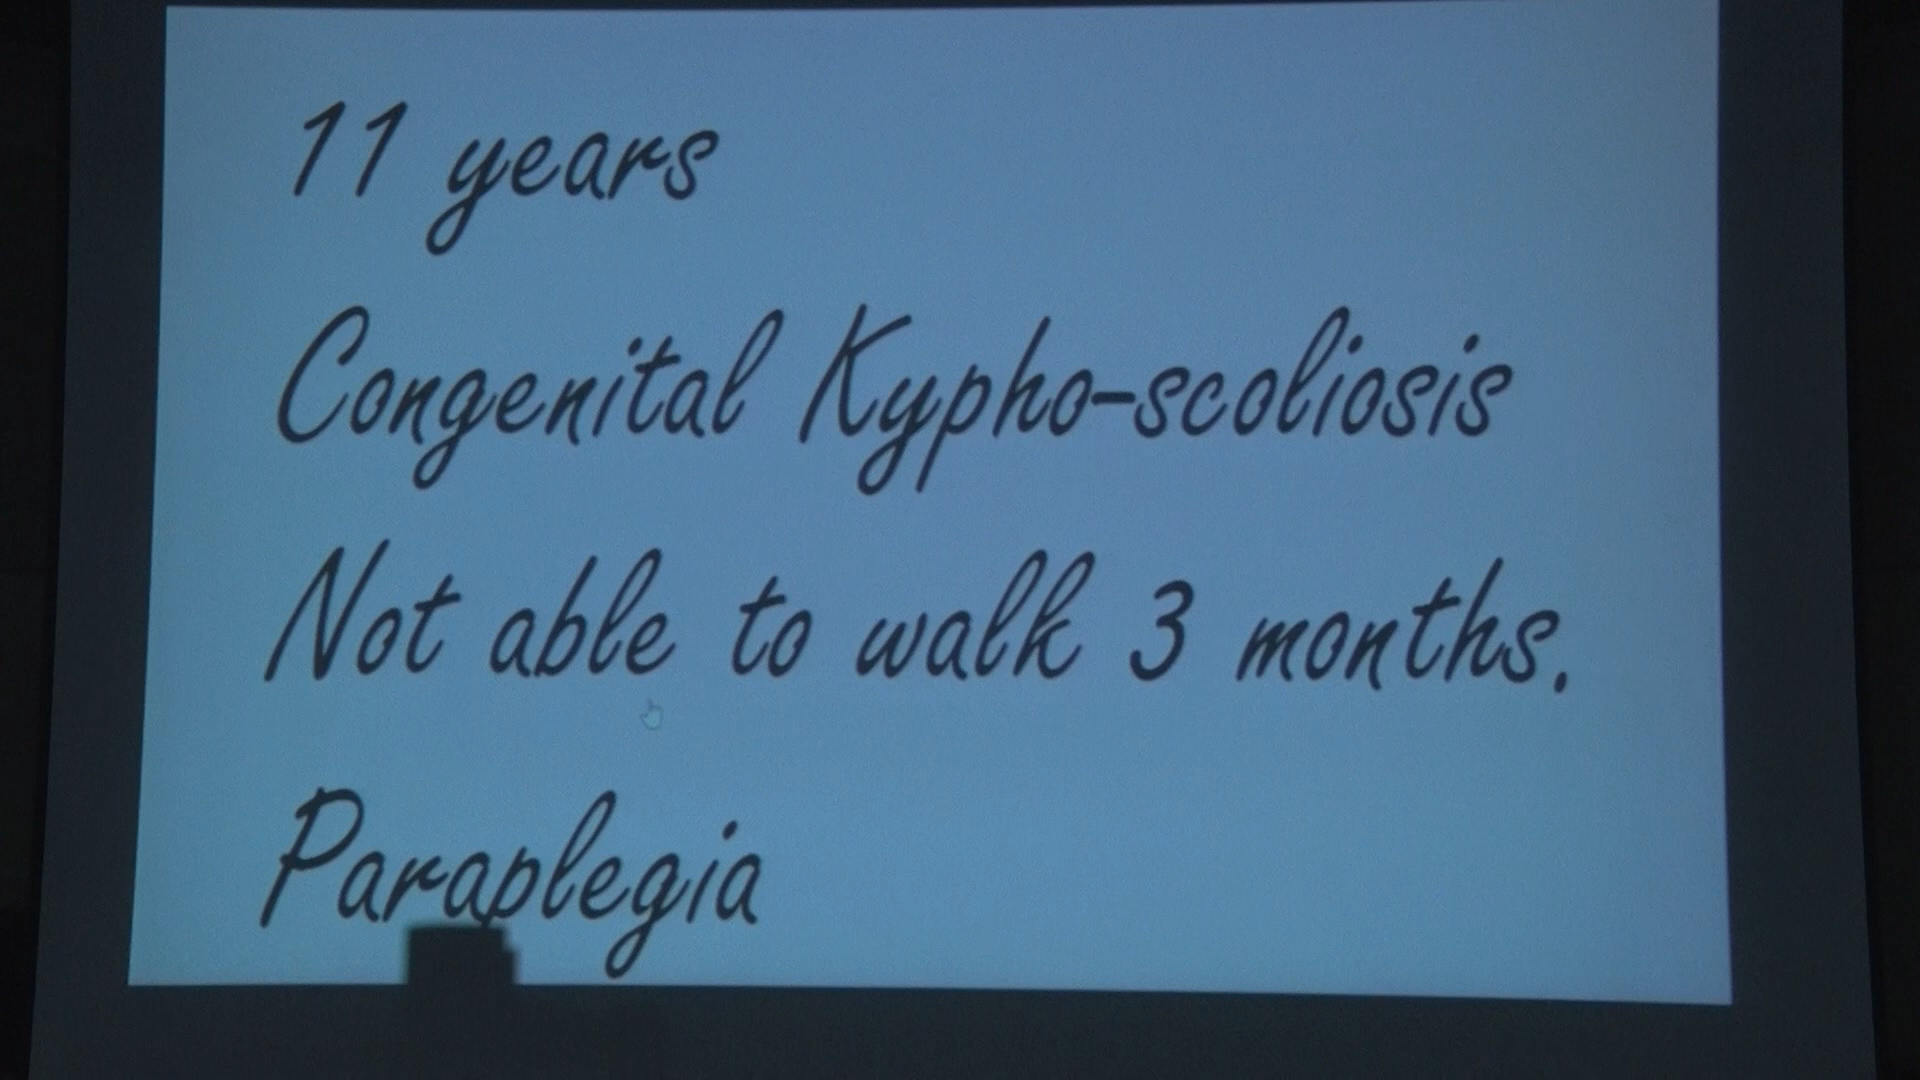 11 years
Congenital Kypho-scoliosis
Not able to walk 3 months.
Paraplegia